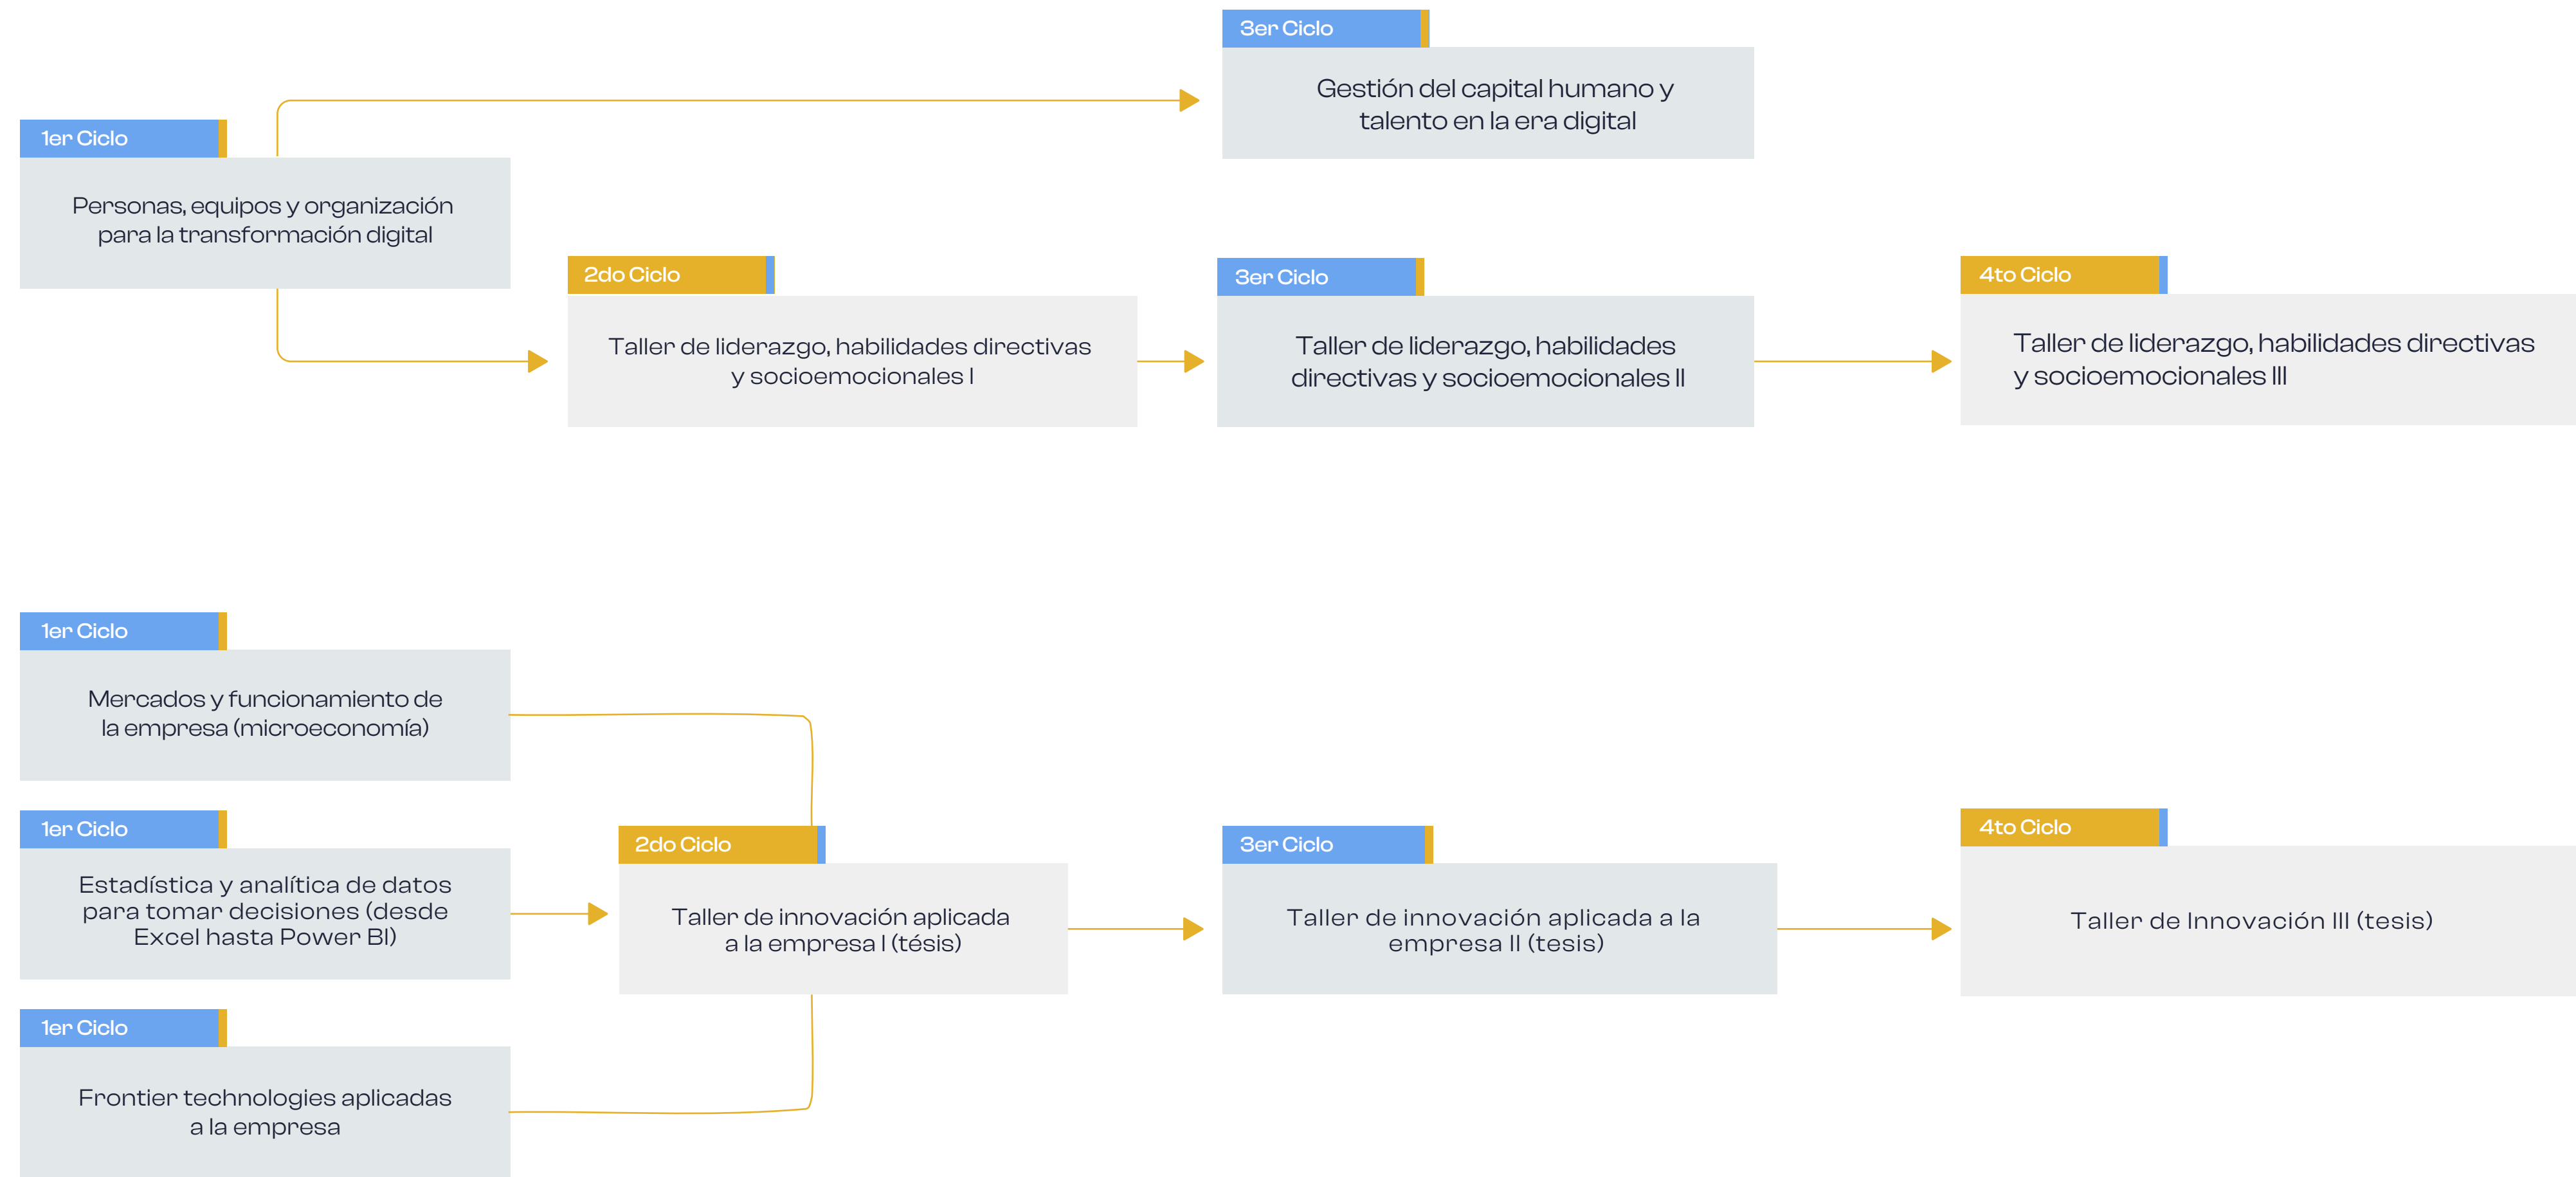 3er Ciclo
Gestión del capital humano y
talento en la era digital
1er Ciclo
Personas, equipos y organización
para la transformación digital
2do Ciclo
Taller de liderazgo, habilidades directivas
y socioemocionales I
3er Ciclo
Taller de liderazgo, habilidades
directivas y socioemocionales II
4to Ciclo
Taller de liderazgo, habilidades directivas
y socioemocionales III
1er Ciclo
Mercados y funcionamiento de
la empresa (microeconomía)
1er Ciclo
Estadística y analítica de datos
para tomar decisiones (desde
Excel hasta Power BI)
1er Ciclo
Frontier technologies aplicadas
a la empresa
2do Ciclo
Taller de innovación aplicada
a la empresa I (tésis)
3er Ciclo
Taller de innovación aplicada a la
empresa II (tesis)
4to Ciclo
Taller de Innovación III (tesis)